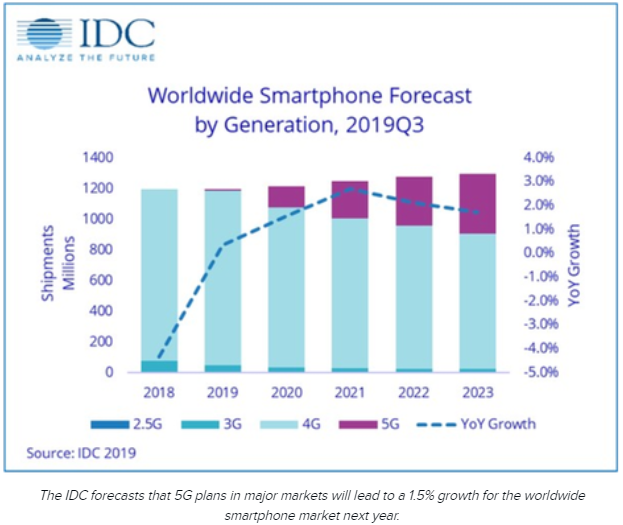 IDC
ANALYZE THE FUTURE
Worldwide Smartphone Forecast
by Generation, 2019Q3
1400
1200
1000
800
600
400
200
0
Shipments
Millions
4.0%
3.0%
2.0%
1.0%
0.0%
-1.0%
-2.0%
-3.0%
-4.0%
-5.0%
YoY Growth
2018 2019 2020 2021 2022 2023
2.5G 3G 4G 5G YoY Growth
Source: IDC 2019
The IDC forecasts that 5G plans in major markets will lead to a 1.5% growth for the worldwide
smartphone market next year.